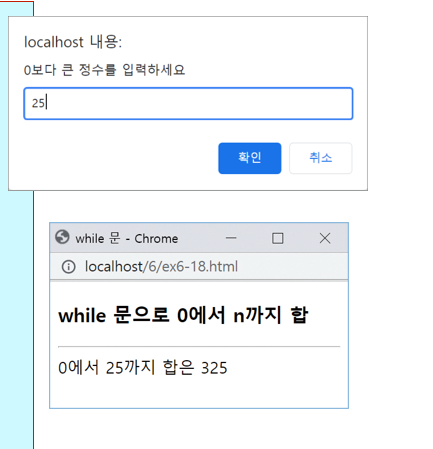 localhost 내용:
0보다 큰 정수를 입력하세요
25
확인 취소
while 문 - Chrome
localhost/6/ex6-18.html
while 문으로 0에서 n까지 합
0에서 25까지 합은 325